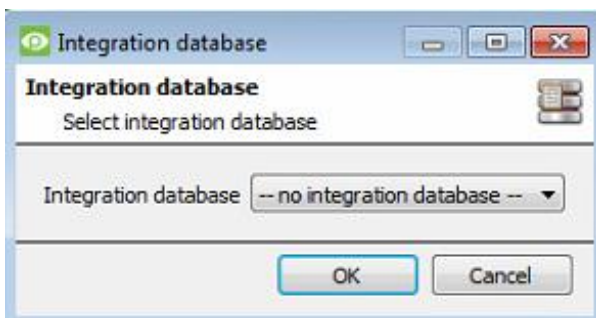 Integration database
Integration database
Select integration database
Integration database -- no integration database --
OK Cancel